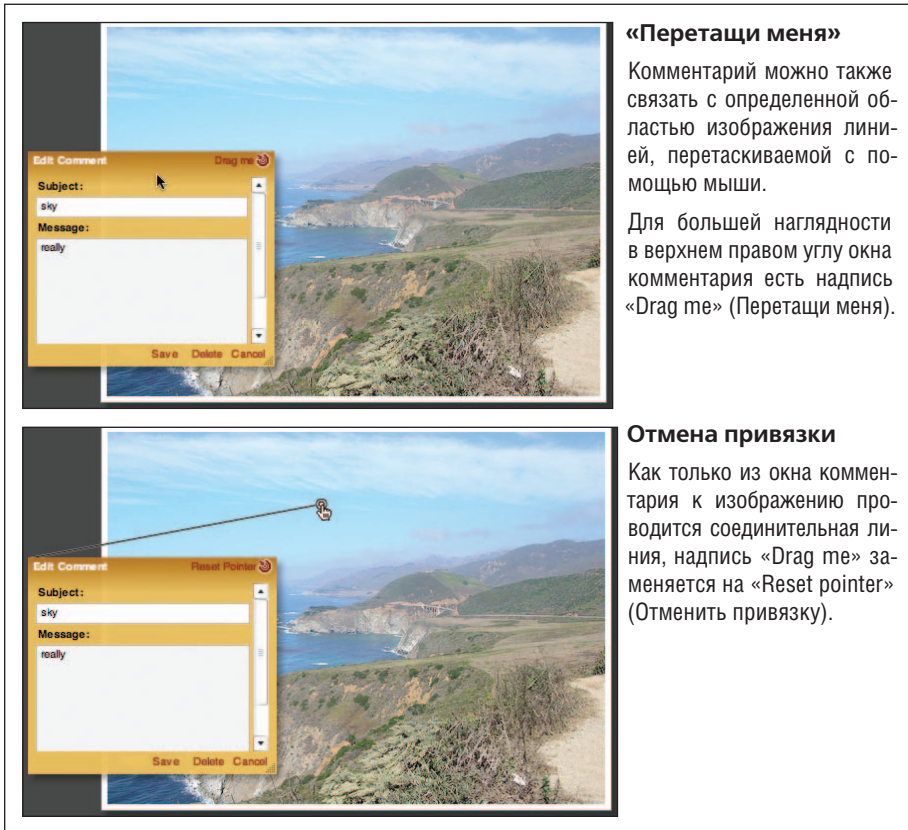 «Перетащи меня»
Комментарий можно также
связать с определенной об-
ластью изображения лини-
ей, перетаскиваемой с по-
мощью мыши.
Для большей наглядности
в верхнем правом углу окна
комментария есть надпись
«Drag me» (Перетащи меня).
Edit Comment Drag me
Subject:
sky
Message:
really
Save Delete Cancel
Отмена привязки
Как только из окна коммен-
тария к изображению про-
водится соединительная ли-
ния, надпись «Drag me» за-
меняется на «Reset pointer»
(Отменить привязку).
Edit Comment Reset Pointer
Subject:
sky
Message:
really
Save Delete Cancel